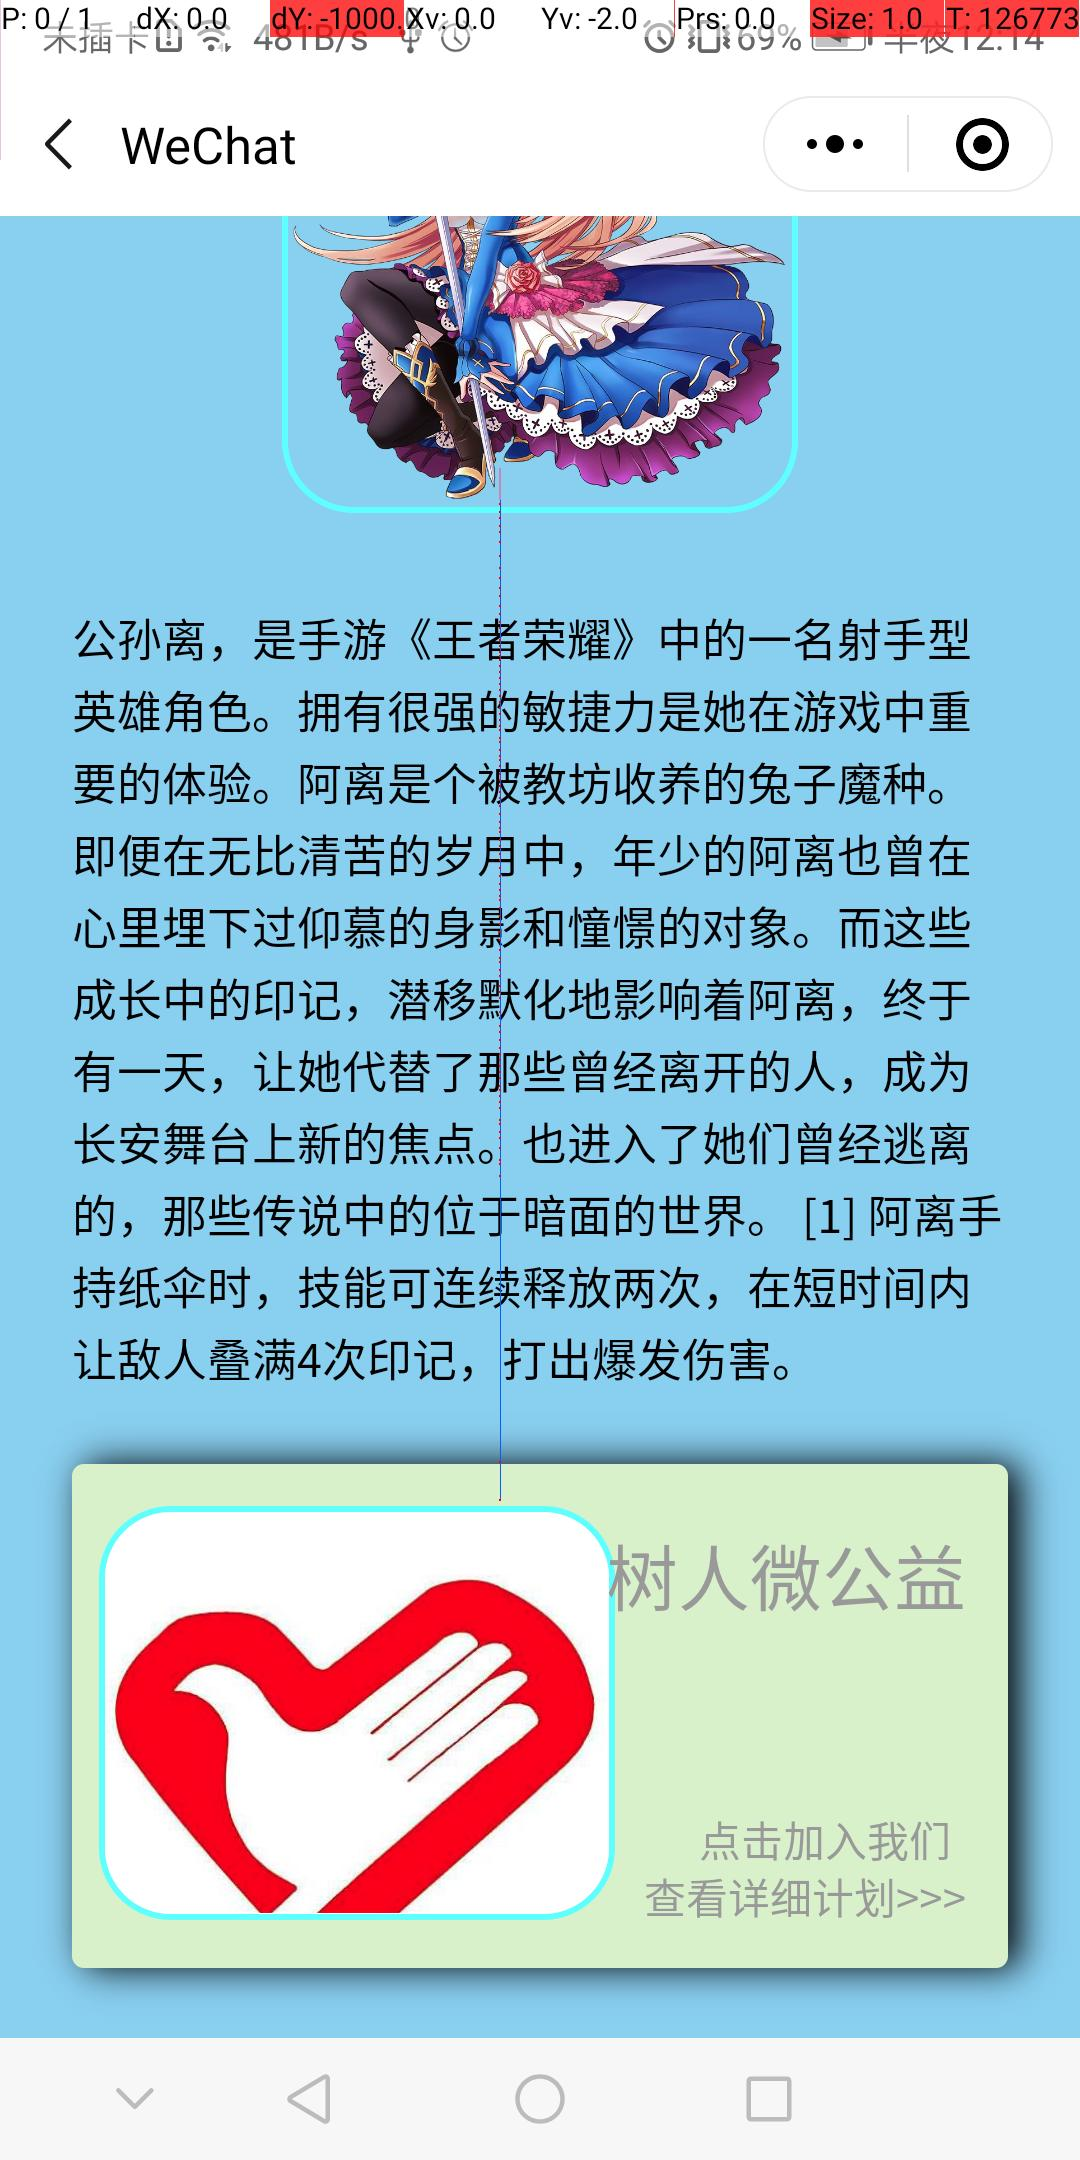 P: 0 / 1 dX: 0.0 dY: -1000. Xv: 0.0 Yv: -2.0 Prs: 0.0 Size: 1.0 T: 126773
未插卡 481B/s 69% 半夜12:14
WeChat
公孙离，是手游《王者荣耀》中的一名射手型
英雄角色。拥有很强的敏捷力是她在游戏中重
要的体验。阿离是个被教坊收养的兔子魔种。
即便在无比清苦的岁月中，年少的阿离也曾在
心里埋下过仰慕的身影和憧憬的对象。而这些
成长中的印记，潜移默化地影响着阿离，终于
有一天，让她代替了那些曾经离开的人，成为
长安舞台上新的焦点。也进入了她们曾经逃离
的，那些传说中的位于暗面的世界。 [1] 阿离手
持纸伞时，技能可连续释放两次，在短时间内
让敌人叠满4次印记，打出爆发伤害。
树人微公益
点击加入我们
查看详细计划>>>